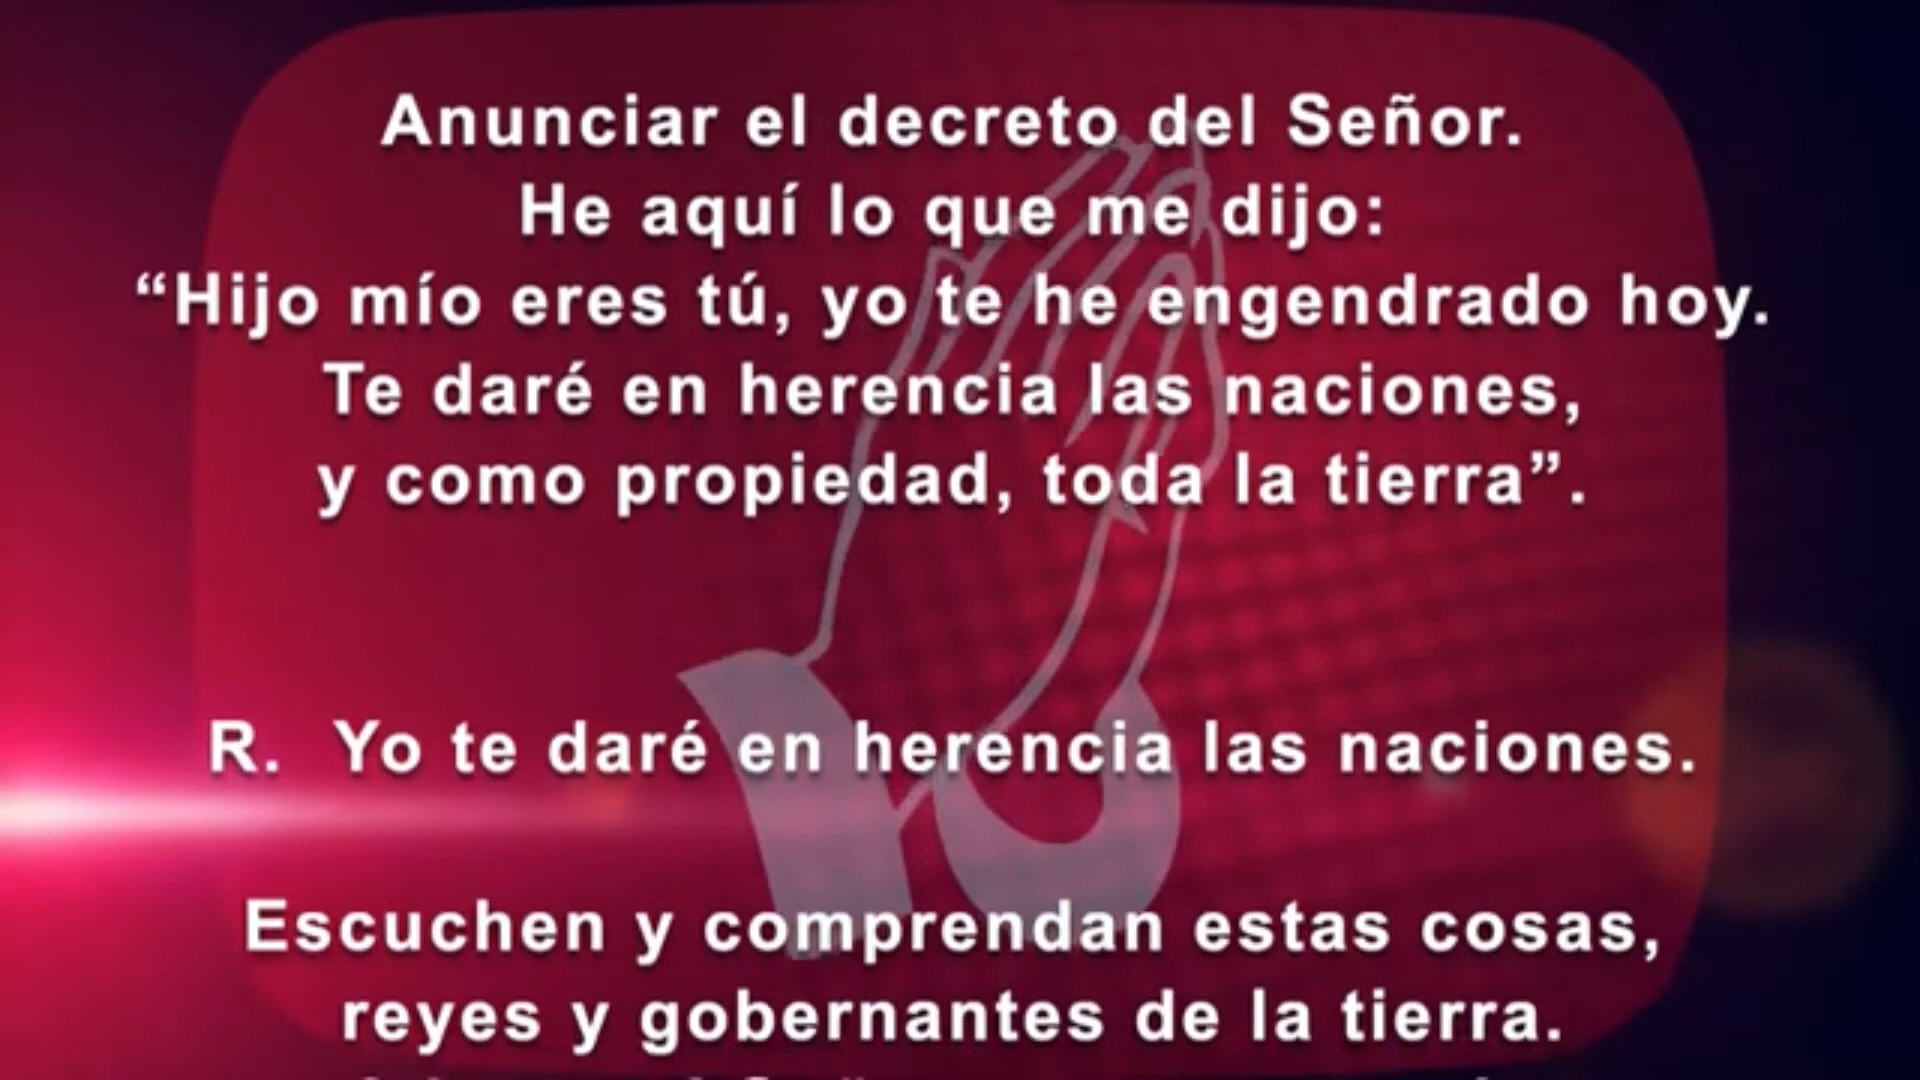 Anunciar el decreto del Señor.
He aquí lo que me dijo:
“Hijo mío eres tú, yo te he engendrado hoy.
Te daré en herencia las naciones,
y como propiedad, toda la tierra”.
R. Yo te daré en herencia las naciones.
Escuchen y comprendan estas cosas,
reyes y gobernantes de la tierra.